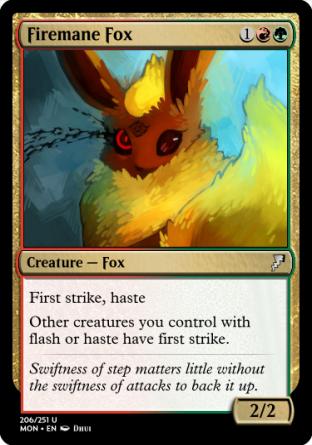 Firemane Fox 1
Creature — Fox
First strike, haste
Other creatures you control with
flash or haste have first strike.
Swiftness of step matters little without
the swiftness of attacks to back it up.
2/2
206/251 U
MON • EN Dhui